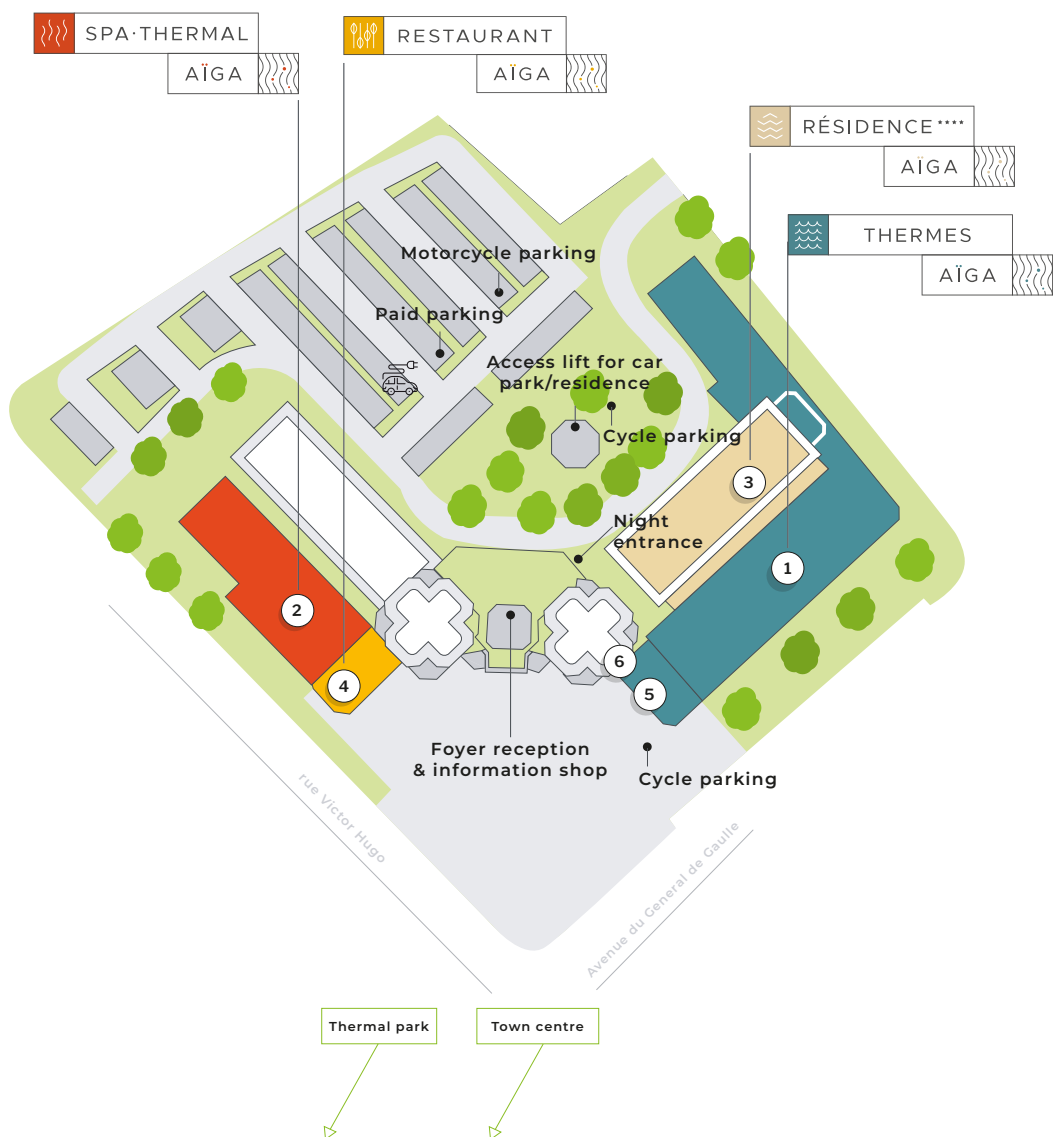 SPA·THERMAL
AÏGA
RESTAURANT
AÏGA
RÉSIDENCE ****
AÏGA
THERMES
AÏGA
Motorcycle parking
Paid parking
Access lift for car
park/residence
Cycle parking
3
Night
entrance
1
2
6
4
5
Foyer reception
& information shop
Cycle parking
rue Victor Hugo
Avenue du General de Gaulle
Thermal park
Town centre